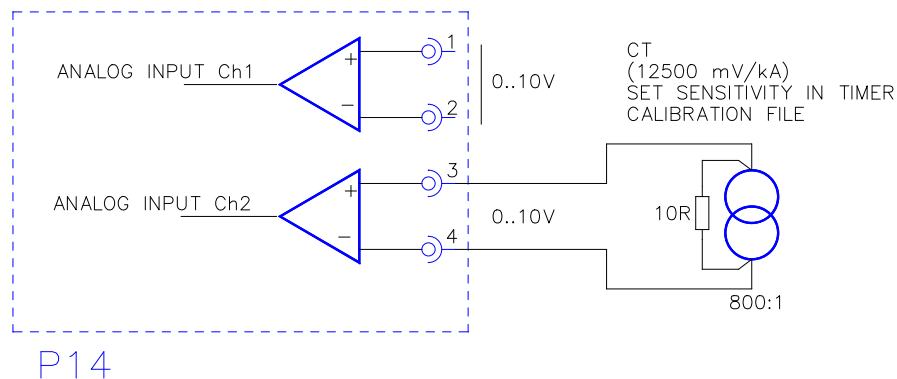 ANALOG INPUT Ch1
+
−
1
2
0..10V
CT
(12500 mV/kA)
SET SENSITIVITY IN TIMER
CALIBRATION FILE
ANALOG INPUT Ch2
+
−
3
4
0..10V
10R
800:1
P14